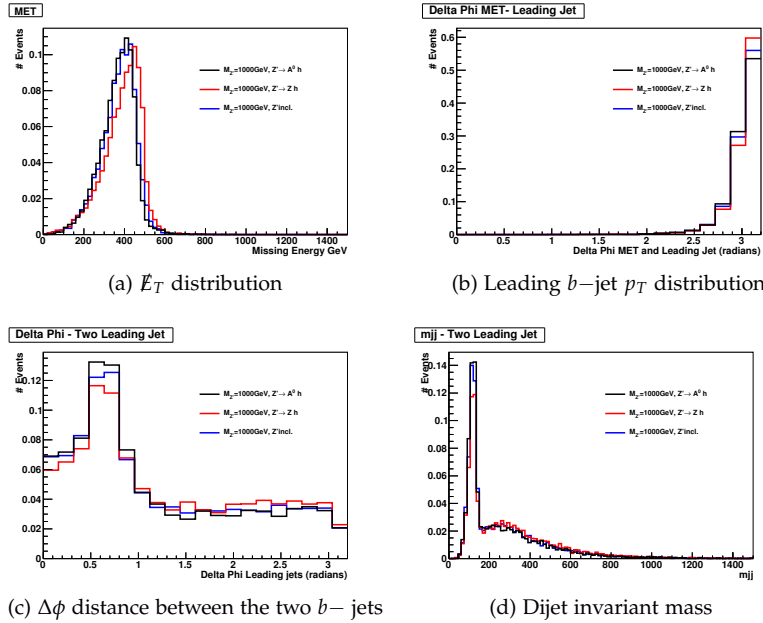 MET
# Events
0.1
0.08
0.06
0.04
0.02
0
M_Z=1000GeV, Z'→ A⁰ h
M_Z=1000GeV, Z'→ Z h
M_Z=1000GeV, Z'incl.
0 200 400 600 800 1000 1200 1400
Missing Energy GeV
(a) E̸_T distribution
Delta Phi MET- Leading Jet
# Events
0.6
0.5
0.4
0.3
0.2
0.1
0
M_Z=1000GeV, Z'→ A⁰ h
M_Z=1000GeV, Z'→ Z h
M_Z=1000GeV, Z'incl.
0 0.5 1 1.5 2 2.5 3
Delta Phi MET and Leading Jet (radians)
(b) Leading b−jet p_T distribution
Delta Phi - Two Leading Jet
# Events
0.12
0.1
0.08
0.06
0.04
0.02
0
M_Z=1000GeV, Z'→ A⁰ h
M_Z=1000GeV, Z'→ Z h
M_Z=1000GeV, Z'incl.
0 0.5 1 1.5 2 2.5 3
Delta Phi Leading jets (radians)
(c) Δϕ distance between the two b− jets
mjj - Two Leading Jet
# Events
0.14
0.12
0.1
0.08
0.06
0.04
0.02
0
M_Z=1000GeV, Z'→ A⁰ h
M_Z=1000GeV, Z'→ Z h
M_Z=1000GeV, Z'incl.
0 200 400 600 800 1000 1200 1400
mjj
(d) Dijet invariant mass